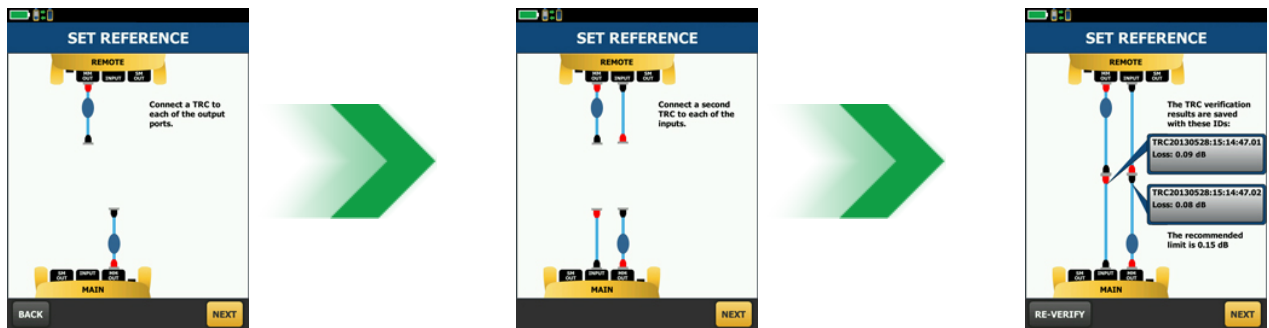 SET REFERENCE
REMOTE
MM OUT INPUT SM OUT
Connect a TRC to
each of the output
ports.
SM OUT INPUT MM OUT
MAIN
BACK NEXT
SET REFERENCE
REMOTE
MM OUT INPUT SM OUT
Connect a second
TRC to each of the
inputs.
SM OUT INPUT MM OUT
MAIN
NEXT
SET REFERENCE
REMOTE
MM OUT INPUT SM OUT
The TRC verification
results are saved
with these IDs:
TRC20130528:15:14:47.01
Loss: 0.09 dB
TRC20130528:15:14:47.02
Loss: 0.08 dB
The recommended
limit is 0.15 dB
SM OUT INPUT MM OUT
MAIN
RE-VERIFY NEXT